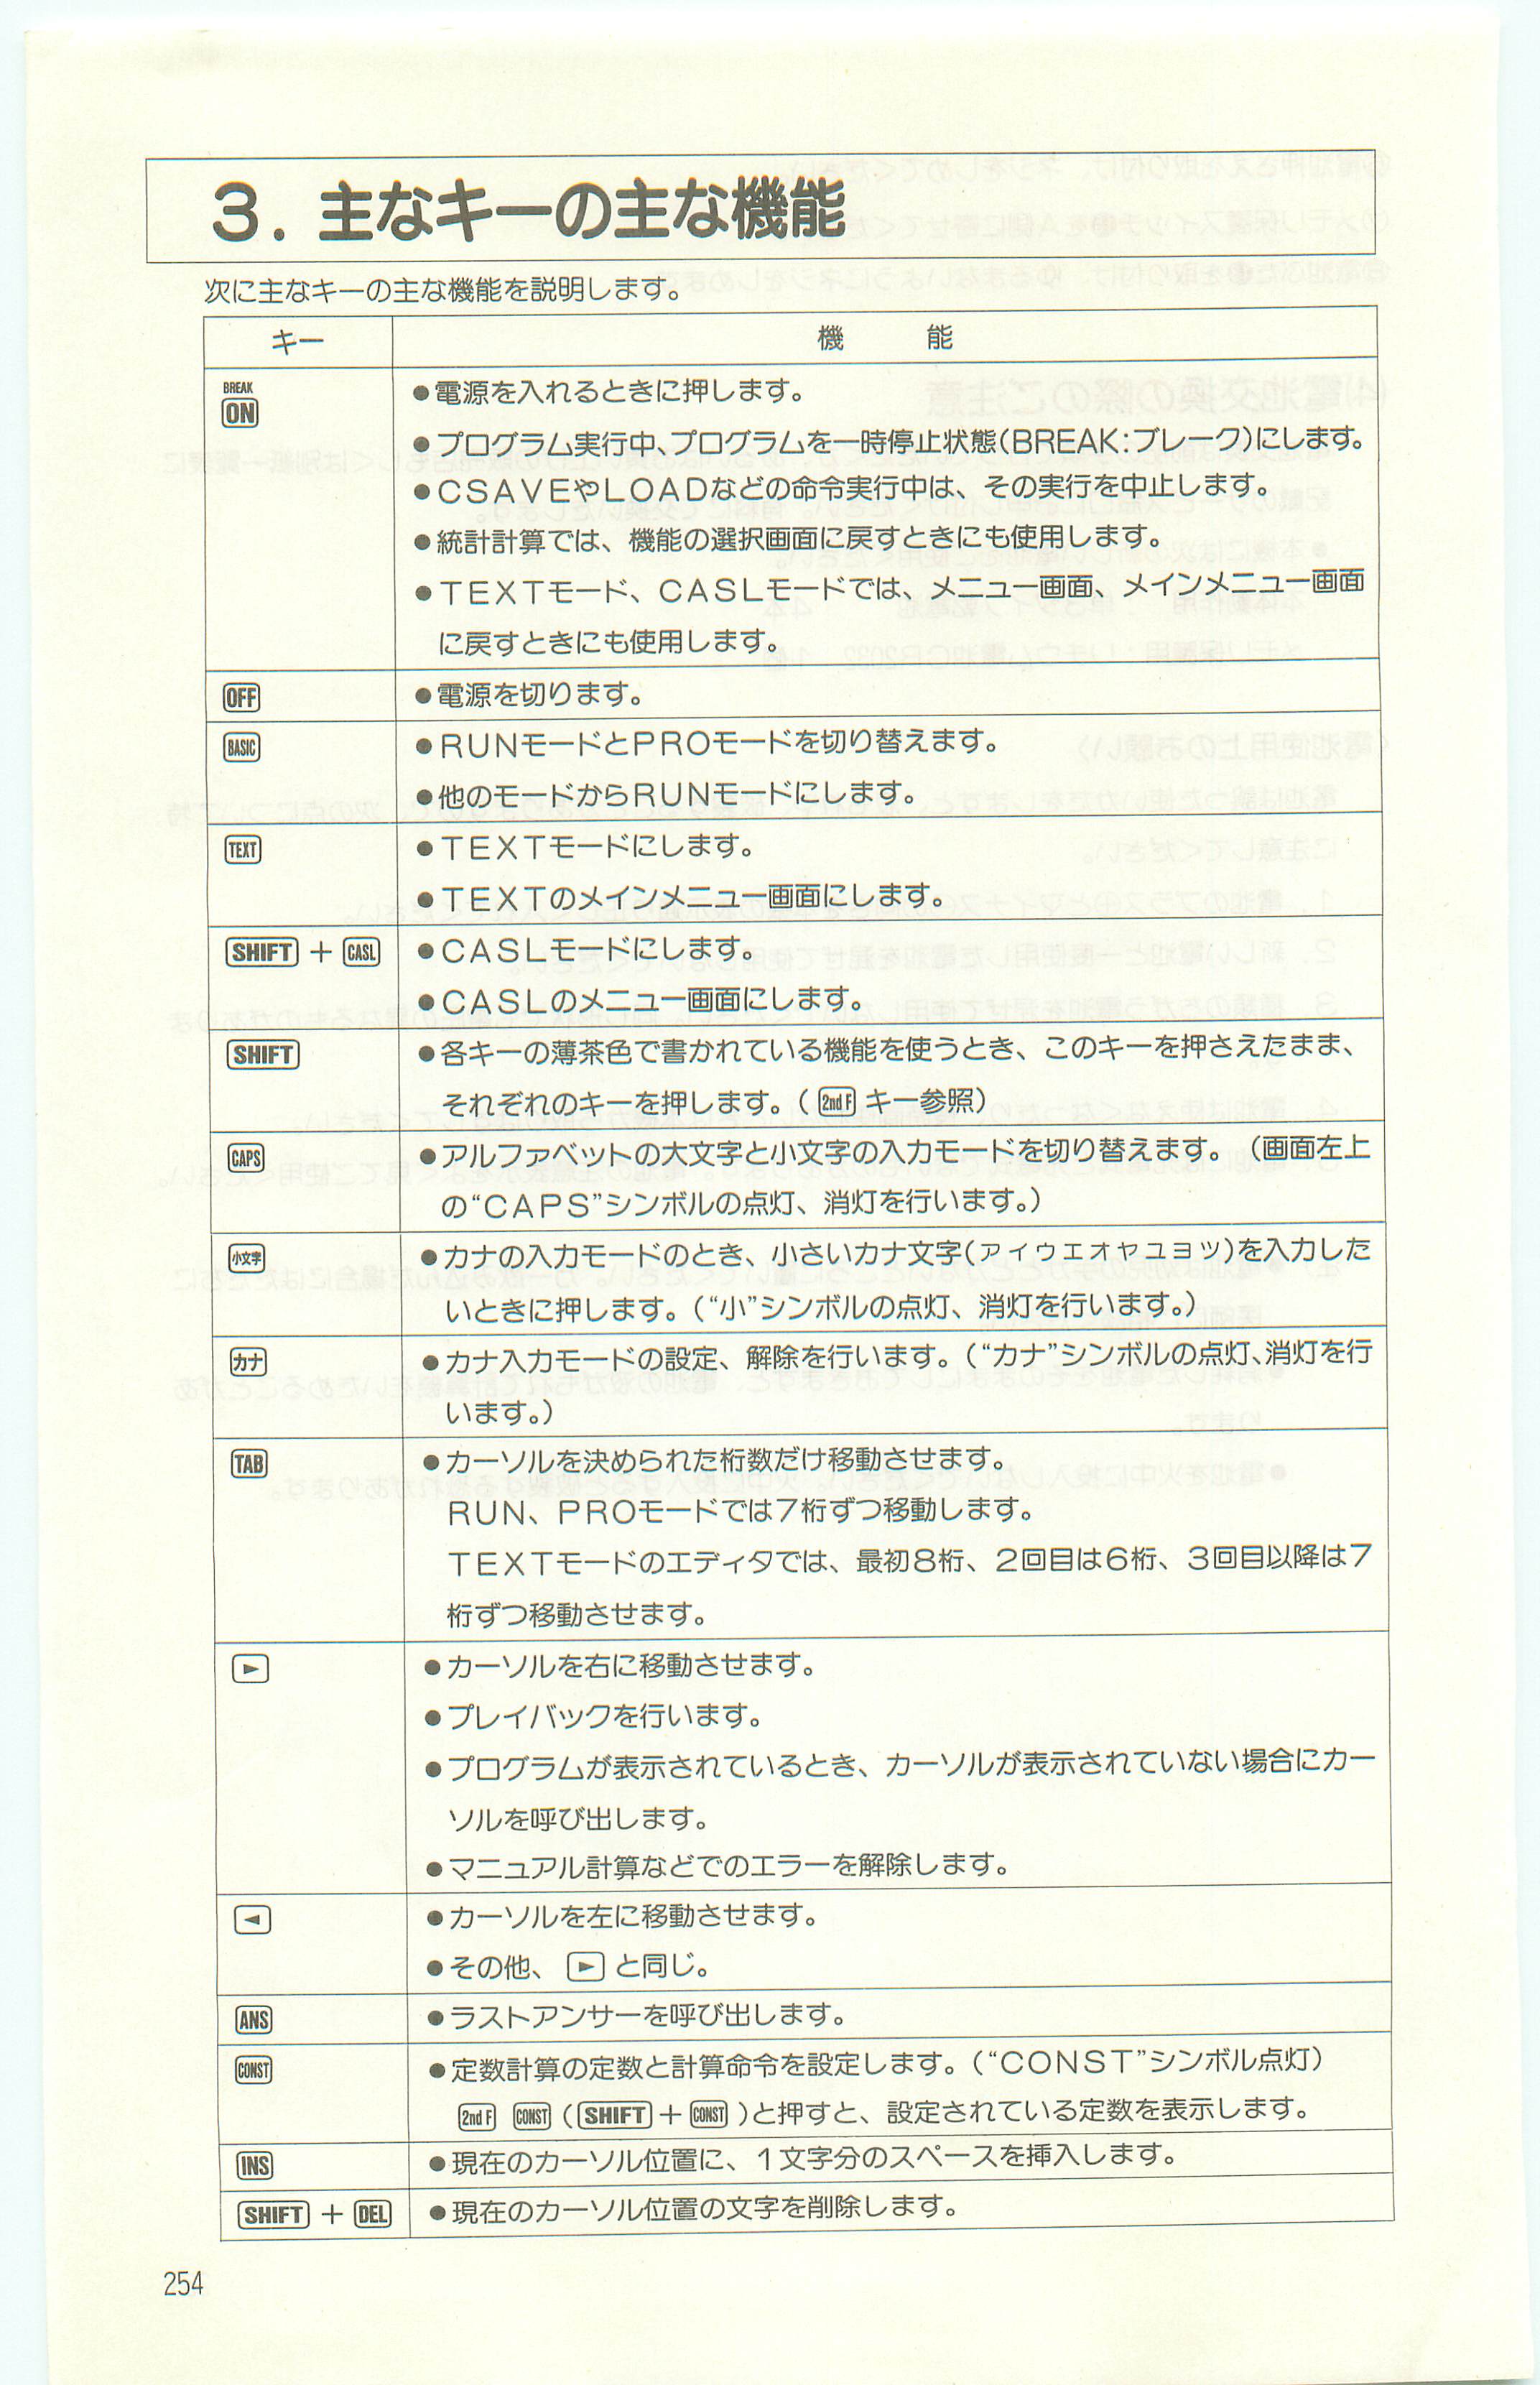 3．主なキーの主な機能
次に主なキーの主な機能を説明します。
キー 機 能
BREAK
ON ●電源を入れるときに押します。
●プログラム実行中、プログラムを一時停止状態(BREAK：ブレーク)にします。
●CSAVEやLOADなどの命令実行中は、その実行を中止します。
●統計計算では、機能の選択画面に戻すときにも使用します。
●TEXTモード、CASLモードでは、メニュー画面、メインメニュー画面
に戻すときにも使用します。
OFF ●電源を切ります。
BASIC ●RUNモードとPROモードを切り替えます。
●他のモードからRUNモードにします。
TEXT ●TEXTモードにします。
●TEXTのメインメニュー画面にします。
SHIFT + CASL ●CASLモードにします。
●CASLのメニュー画面にします。
SHIFT ●各キーの薄茶色で書かれている機能を使うとき、このキーを押さえたまま、
それぞれのキーを押します。( 2nd F キー参照)
CAPS ●アルファベットの大文字と小文字の入力モードを切り替えます。（画面左上
の“CAPS”シンボルの点灯、消灯を行います。）
小文字 ●カナの入力モードのとき、小さいカナ文字(ァィゥェォャュョッ)を入力した
いときに押します。(“小”シンボルの点灯、消灯を行います。)
カナ ●カナ入力モードの設定、解除を行います。(“カナ”シンボルの点灯、消灯を行
います。)
TAB ●カーソルを決められた桁数だけ移動させます。
RUN、PROモードでは7桁ずつ移動します。
TEXTモードのエディタでは、最初8桁、2回目は6桁、3回目以降は7
桁ずつ移動させます。
► ●カーソルを右に移動させます。
●プレイバックを行います。
●プログラムが表示されているとき、カーソルが表示されていない場合にカー
ソルを呼び出します。
●マニュアル計算などでのエラーを解除します。
◄ ●カーソルを左に移動させます。
●その他、 ► と同じ。
ANS ●ラストアンサーを呼び出します。
CONST ●定数計算の定数と計算命令を設定します。(“CONST”シンボル点灯)
2nd F CONST (SHIFT + CONST )と押すと、設定されている定数を表示します。
INS ●現在のカーソル位置に、1文字分のスペースを挿入します。
SHIFT + DEL ●現在のカーソル位置の文字を削除します。
254